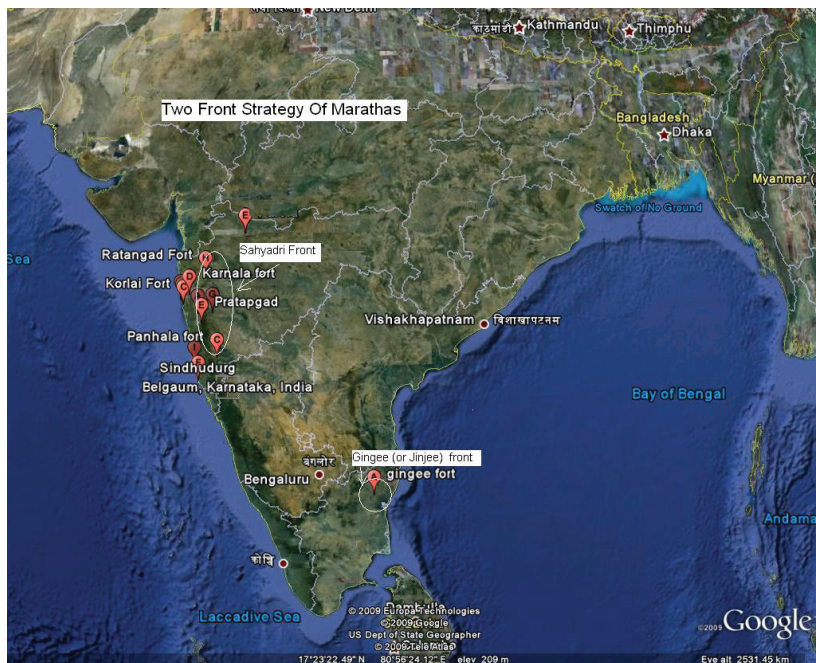 New Delhi
काठमांडौं Kathmandu
Thimphu
Two Front Strategy Of Marathas
Bangladesh
Dhaka
Myanmar (
Swatch of No Ground
E
Sea
Ratangad Fort
H
Sahyadri Front
D
Karnala fort
Korlai Fort
C
G
Pratapgad
E
Vishakhapatnam
विशाखापटनम
Panhala fort
C
I
Sindhudurg
F
Belgaum, Karnataka, India
Bay of Bengal
Gingee (or Jinjee) front
Bengaluru
A
gingee fort
Andama
Laccadive Sea
© 2009 Europa Technologies
© 2009 Google
US Dept of State Geographer
© 2009 Tele Atlas
©2009 Google
17°23'22.49" N 80°56'24.12" E elev 209 m
Eye alt 2531.45 km